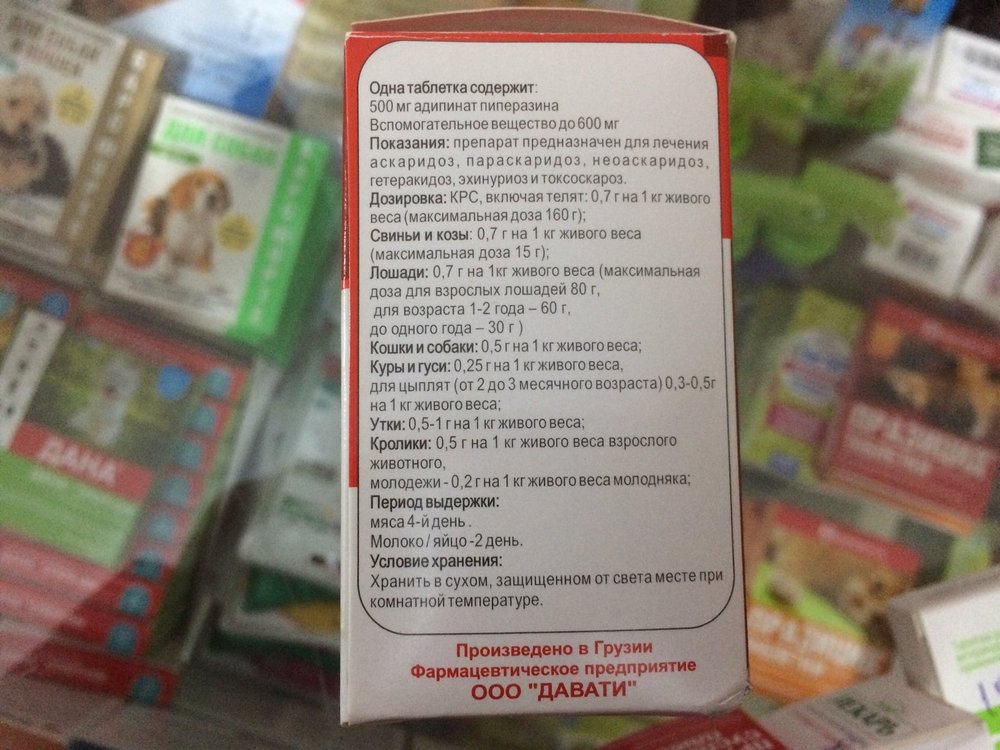 Одна таблетка содержит:
500 мг адипинат пиперазина
Вспомогательное вещество до 600 мг
Показания: препарат предназначен для лечения
аскаридоз, параскаридоз, неоаскаридоз,
гетеракидоз, эхинуриоз и токсоскароз.
Дозировка: КРС, включая телят: 0,7 г на 1 кг живого
веса (максимальная доза 160 г);
Свиньи и козы: 0,7 г на 1 кг живого веса
(максимальная доза 15 г);
Лошади: 0,7 г на 1кг живого веса (максимальная
доза для взрослых лошадей 80 г,
для возраста 1-2 года – 60 г,
до одного года – 30 г )
Кошки и собаки: 0,5 г на 1 кг живого веса;
Куры и гуси: 0,25 г на 1 кг живого веса,
для цыплят (от 2 до 3 месячного возраста) 0,3-0,5г
на 1 кг живого веса;
Утки: 0,5-1 г на 1 кг живого веса;
Кролики: 0,5 г на 1 кг живого веса взрослого
животного,
молодежи - 0,2 г на 1 кг живого веса молодняка;
Период выдержки:
мяса 4-й день .
Молоко / яйцо -2 день.
Условие хранения:
Хранить в сухом, защищенном от света месте при
комнатной температуре.
Произведено в Грузии
Фармацевтическое предприятие
ООО "ДАВАТИ"
ДЛЯ СОБАК
ДАНА